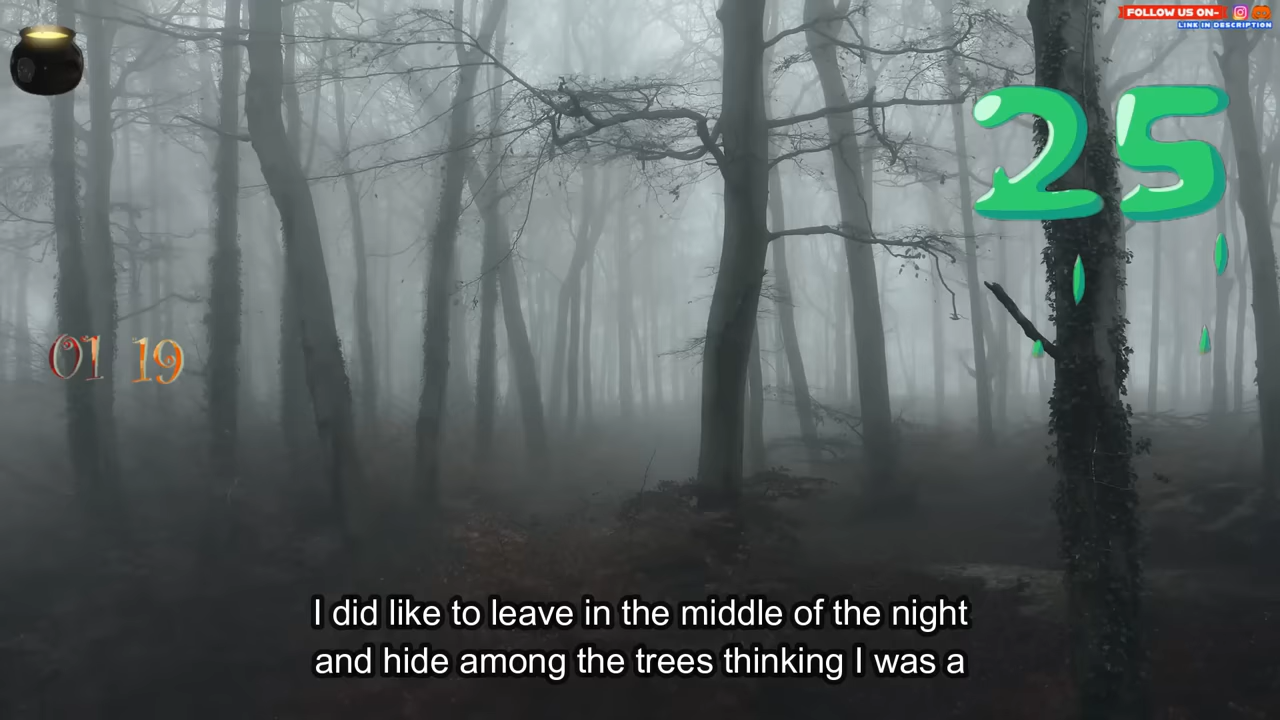 FOLLOW US ON-
LINK IN DESCRIPTION
25
01 19
I did like to leave in the middle of the night
and hide among the trees thinking I was a